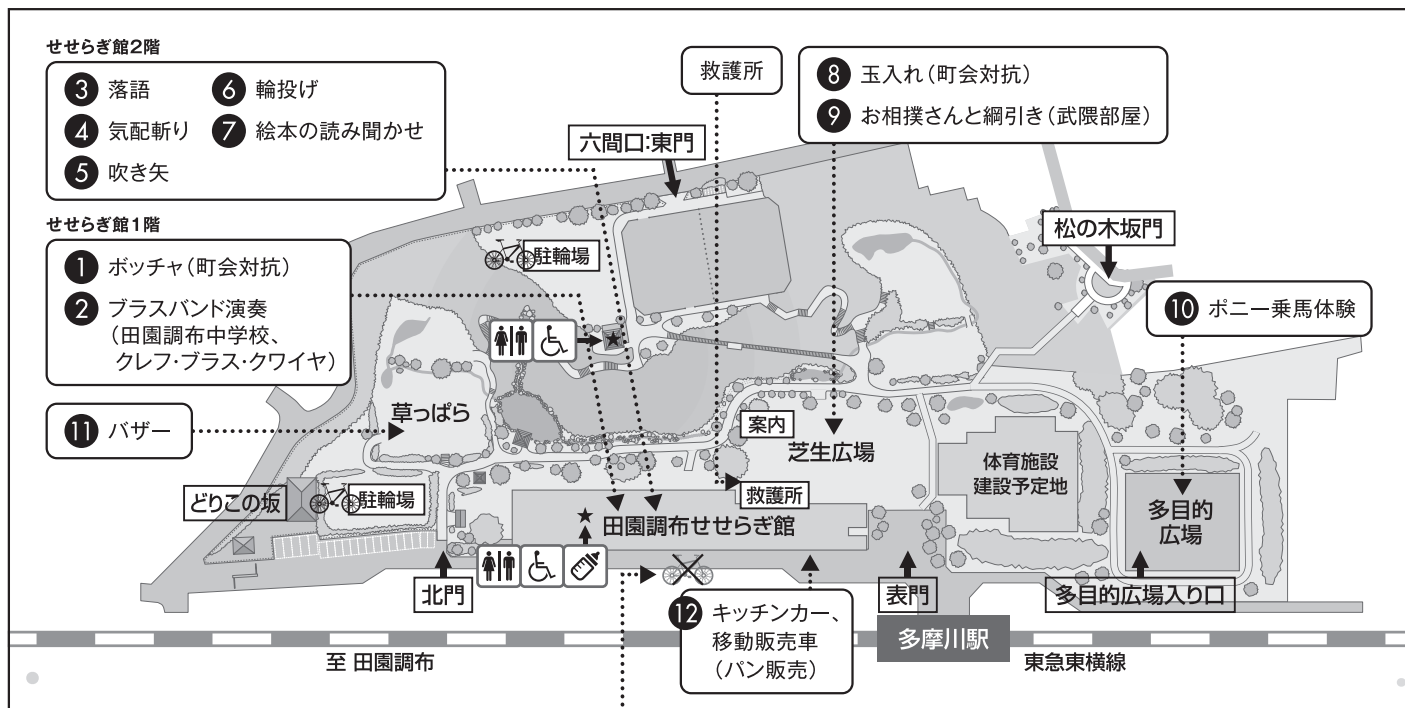 せせらぎ館2階
3 落語
4 気配斬り
5 吹き矢
6 輪投げ
7 絵本の読み聞かせ
せせらぎ館1階
1 ボッチャ（町会対抗）
2 ブラスバンド演奏
（田園調布中学校、
クレフ・ブラス・クワイヤ）
11 バザー
救護所
8 玉入れ（町会対抗）
9 お相撲さんと綱引き（武隈部屋）
六間口:東門
松の木坂門
10 ポニー乗馬体験
駐輪場
草っぱら
案内
芝生広場
体育施設
建設予定地
多目的
広場
どりこの坂
駐輪場
救護所
田園調布せせらぎ館
北門
12 キッチンカー、
移動販売車
（パン販売）
表門
多目的広場入り口
多摩川駅
至 田園調布
東急東横線